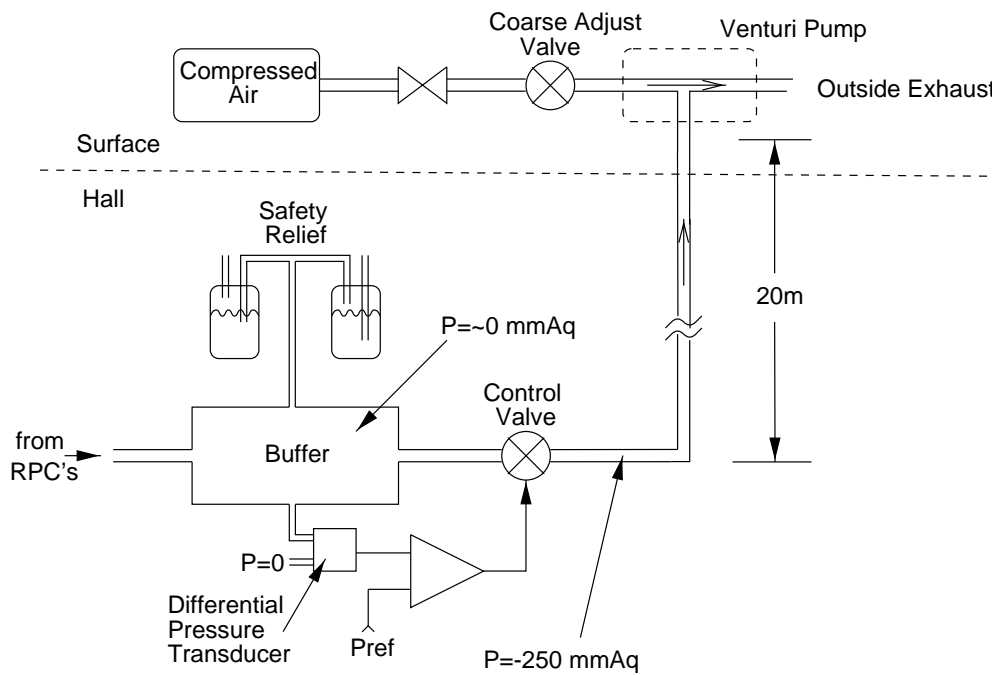 Coarse Adjust
Valve
Venturi Pump
Compressed
Air
Outside Exhaust
Surface
Hall
Safety
Relief
20m
P=~0 mmAq
Control
Valve
from
RPC's
Buffer
P=0
Differential
Pressure
Transducer
Pref
P=-250 mmAq